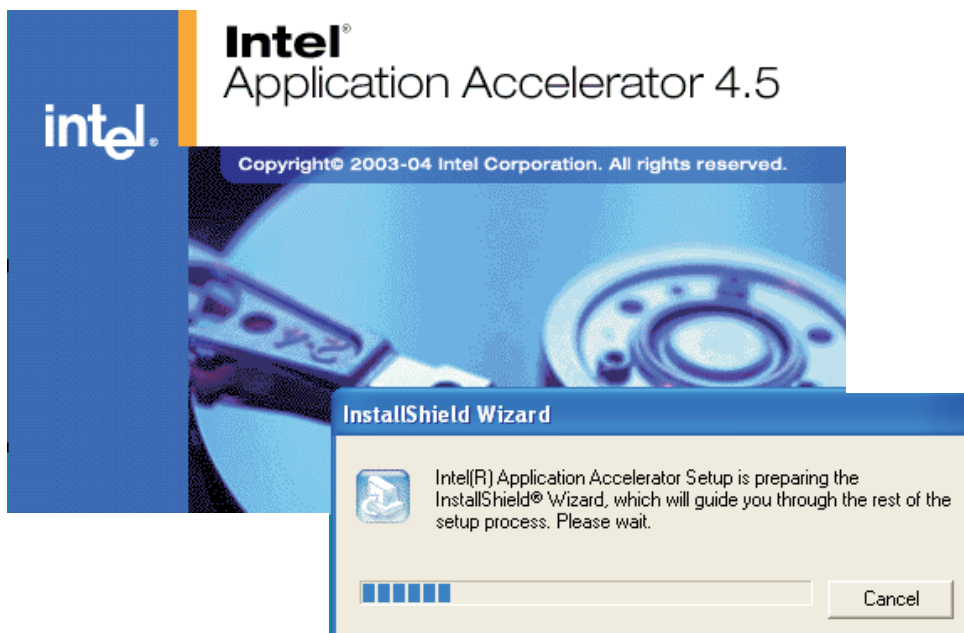 Intel®
Application Accelerator 4.5
intel®
Copyright© 2003-04 Intel Corporation. All rights reserved.
2-4
InstallShield Wizard
Intel(R) Application Accelerator Setup is preparing the
InstallShield® Wizard, which will guide you through the rest of the
setup process. Please wait.
Cancel